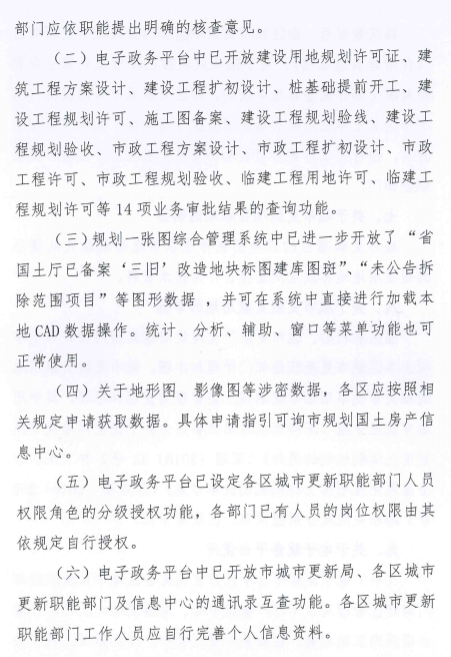 部门应依职能提出明确的核查意见。
（二）电子政务平台中已开放建设用地规划许可证、建
筑工程方案设计、建设工程扩初设计、桩基础提前开工、建
设工程规划许可、施工图备案、建设工程规划验线、建设工
程规划验收、市政工程方案设计、市政工程扩初设计、市政
工程许可、市政工程规划验收、临建工程用地许可、临建工
程规划许可等 14 项业务审批结果的查询功能。
（三）规划一张图综合管理系统中已进一步开放了“省
国土厅已备案‘三旧’改造地块标图建库图斑”、“未公告拆
除范围项目”等图形数据，并可在系统中直接进行加载本
地 CAD 数据操作。统计、分析、辅助、窗口等菜单功能也可
正常使用。
（四）关于地形图、影像图等涉密数据，各区应按照相
关规定申请获取数据。具体申请指引可询市规划国土房产信
息中心。
（五）电子政务平台已设定各区城市更新职能部门人员
权限角色的分级授权功能，各部门已有人员的岗位权限由其
依规定自行授权。
（六）电子政务平台中已开放市城市更新局、各区城市
更新职能部门及信息中心的通讯录互查功能。各区城市更新
职能部门工作人员应自行完善个人信息资料。